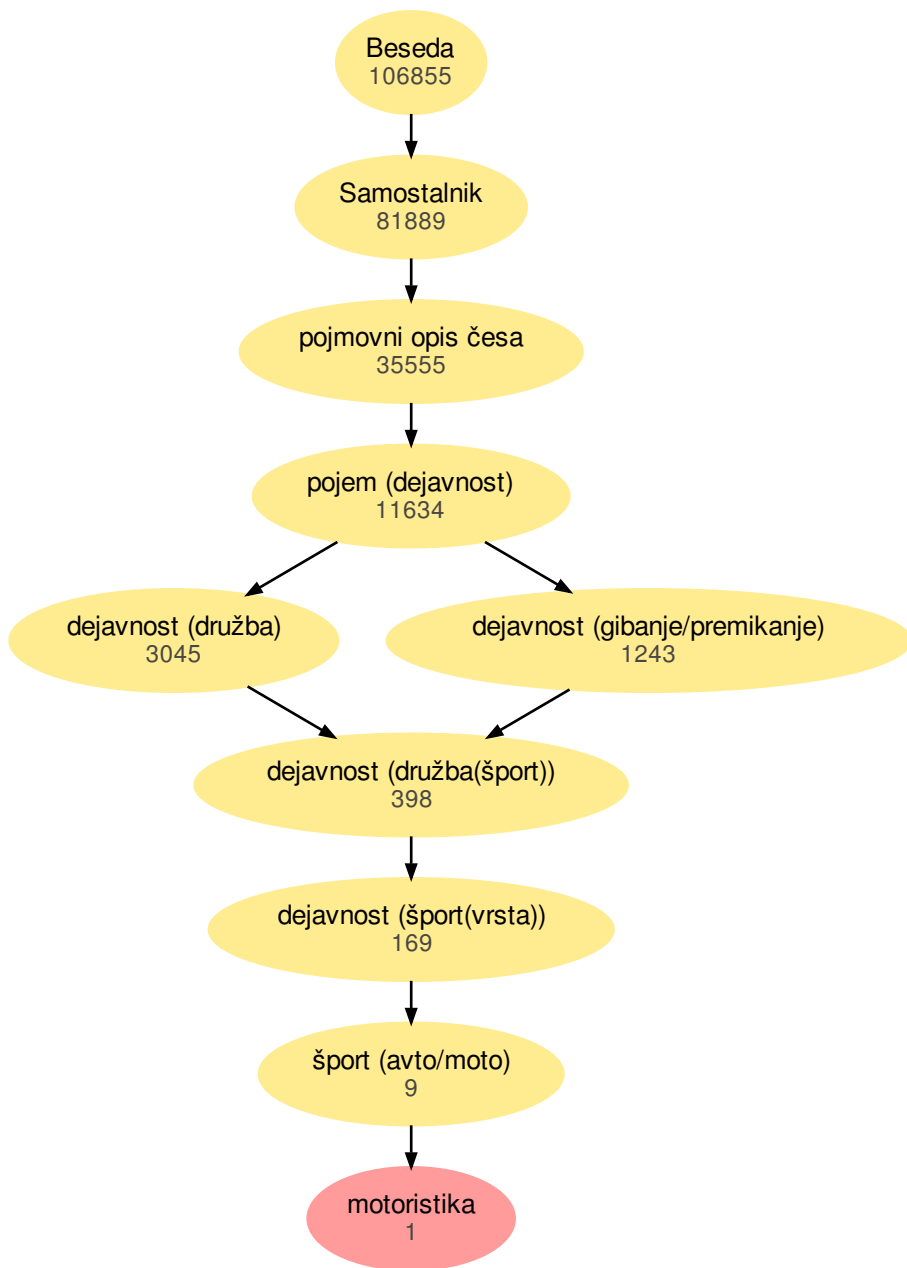 Beseda
106855
Samostalnik
81889
pojmovni opis česa
35555
pojem (dejavnost)
11634
dejavnost (družba)
3045
dejavnost (gibanje/premikanje)
1243
dejavnost (družba(šport))
398
dejavnost (šport(vrsta))
169
šport (avto/moto)
9
motoristika
1